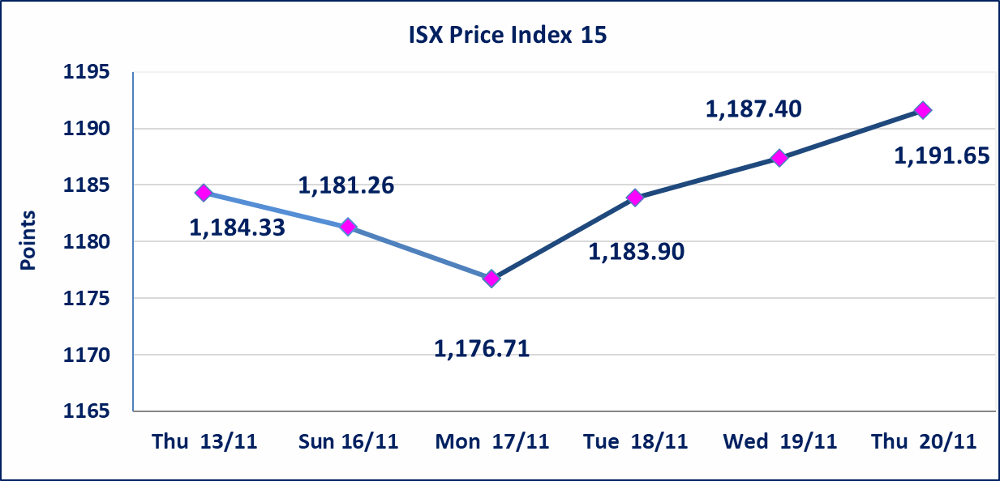 ISX Price Index 15
1195
1190
1185
1180
1175
1170
1165
Points
1,184.33
1,181.26
1,176.71
1,183.90
1,187.40
1,191.65
Thu 13/11
Sun 16/11
Mon 17/11
Tue 18/11
Wed 19/11
Thu 20/11